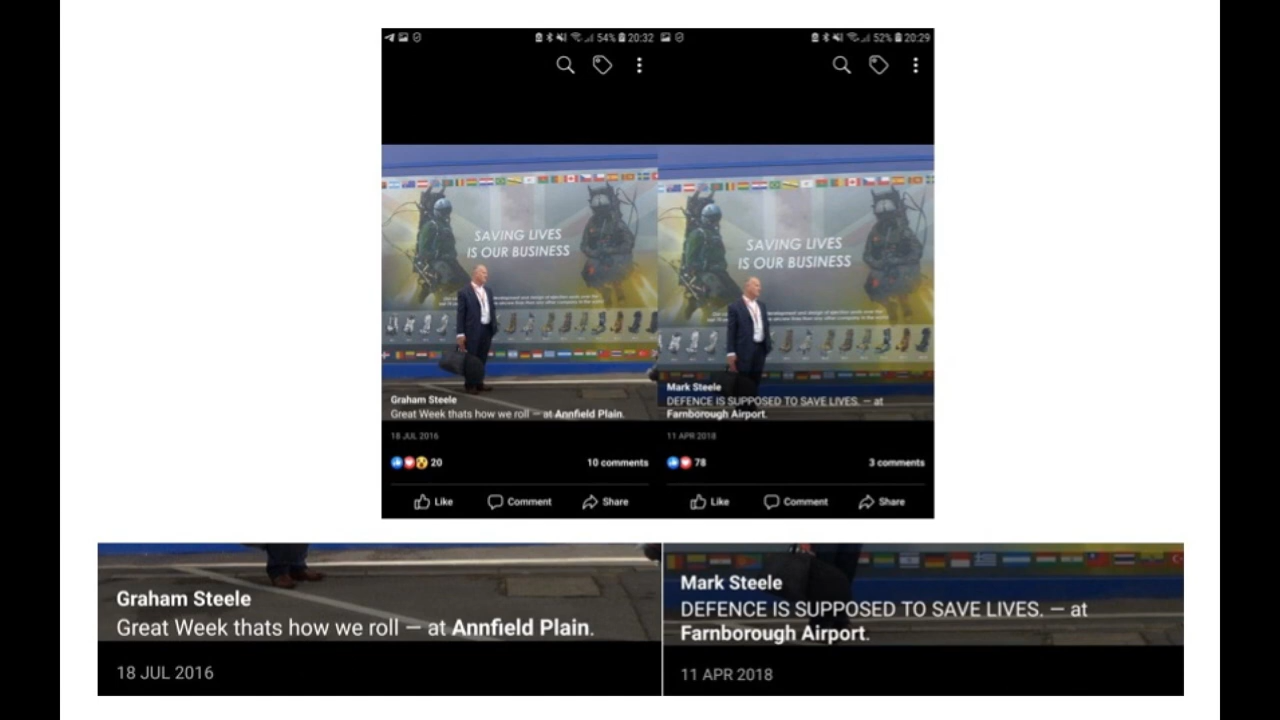 54% 20:32
52% 20:29
SAVING LIVES
IS OUR BUSINESS
SAVING LIVES
IS OUR BUSINESS
Graham Steele
Great Week thats how we roll — at Annfield Plain.
18 JUL 2016
20
10 comments
Like
Comment
Share
Mark Steele
DEFENCE IS SUPPOSED TO SAVE LIVES. — at
Farnborough Airport.
11 APR 2018
78
3 comments
Like
Comment
Share
Graham Steele
Great Week thats how we roll — at Annfield Plain.
18 JUL 2016
Mark Steele
DEFENCE IS SUPPOSED TO SAVE LIVES. — at
Farnborough Airport.
11 APR 2018